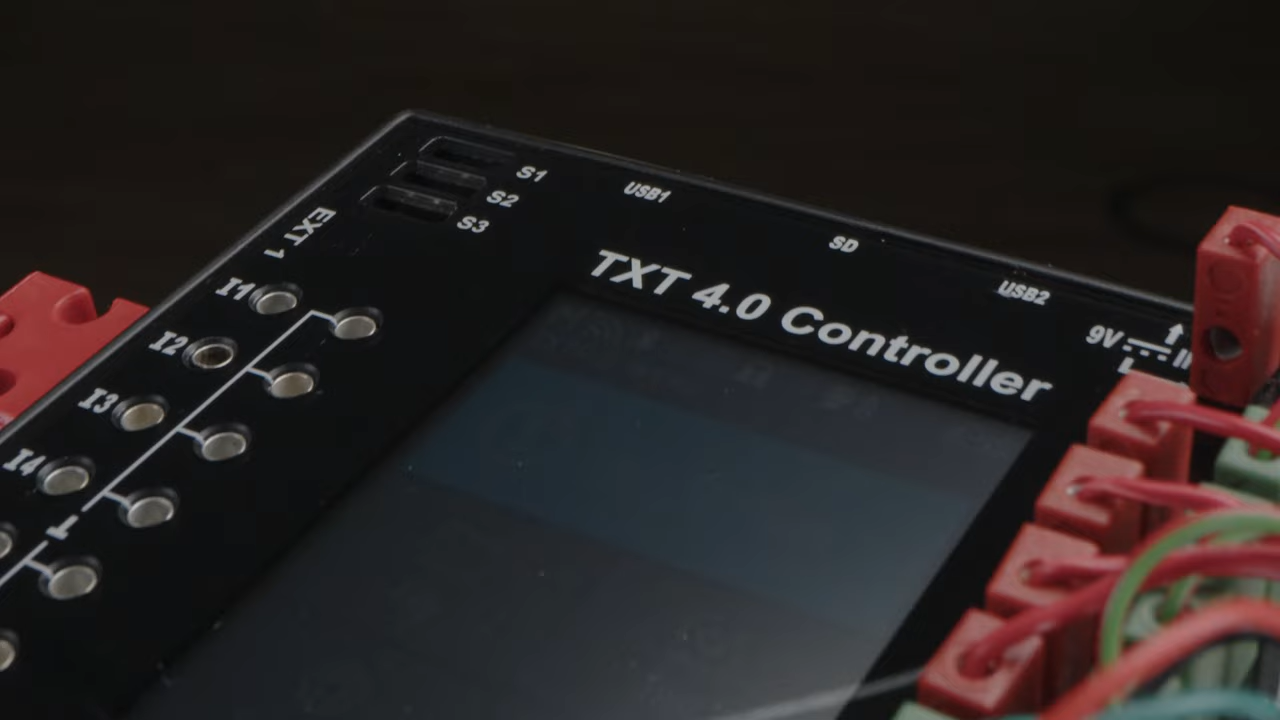 S1
USB1
S2
S3
SD
EXT 1
TXT 4.0 Controller
USB2
I1
9V
I2
I3
I4